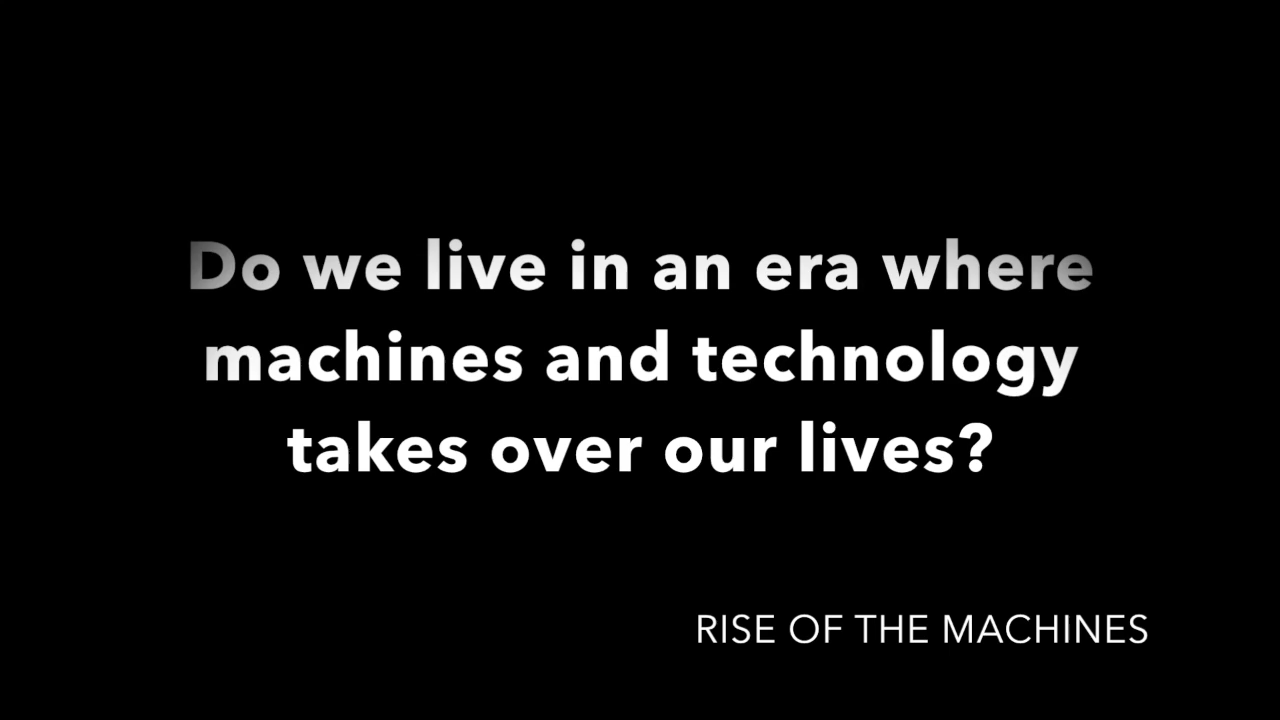 Do we live in an era where
machines and technology
takes over our lives?
RISE OF THE MACHINES